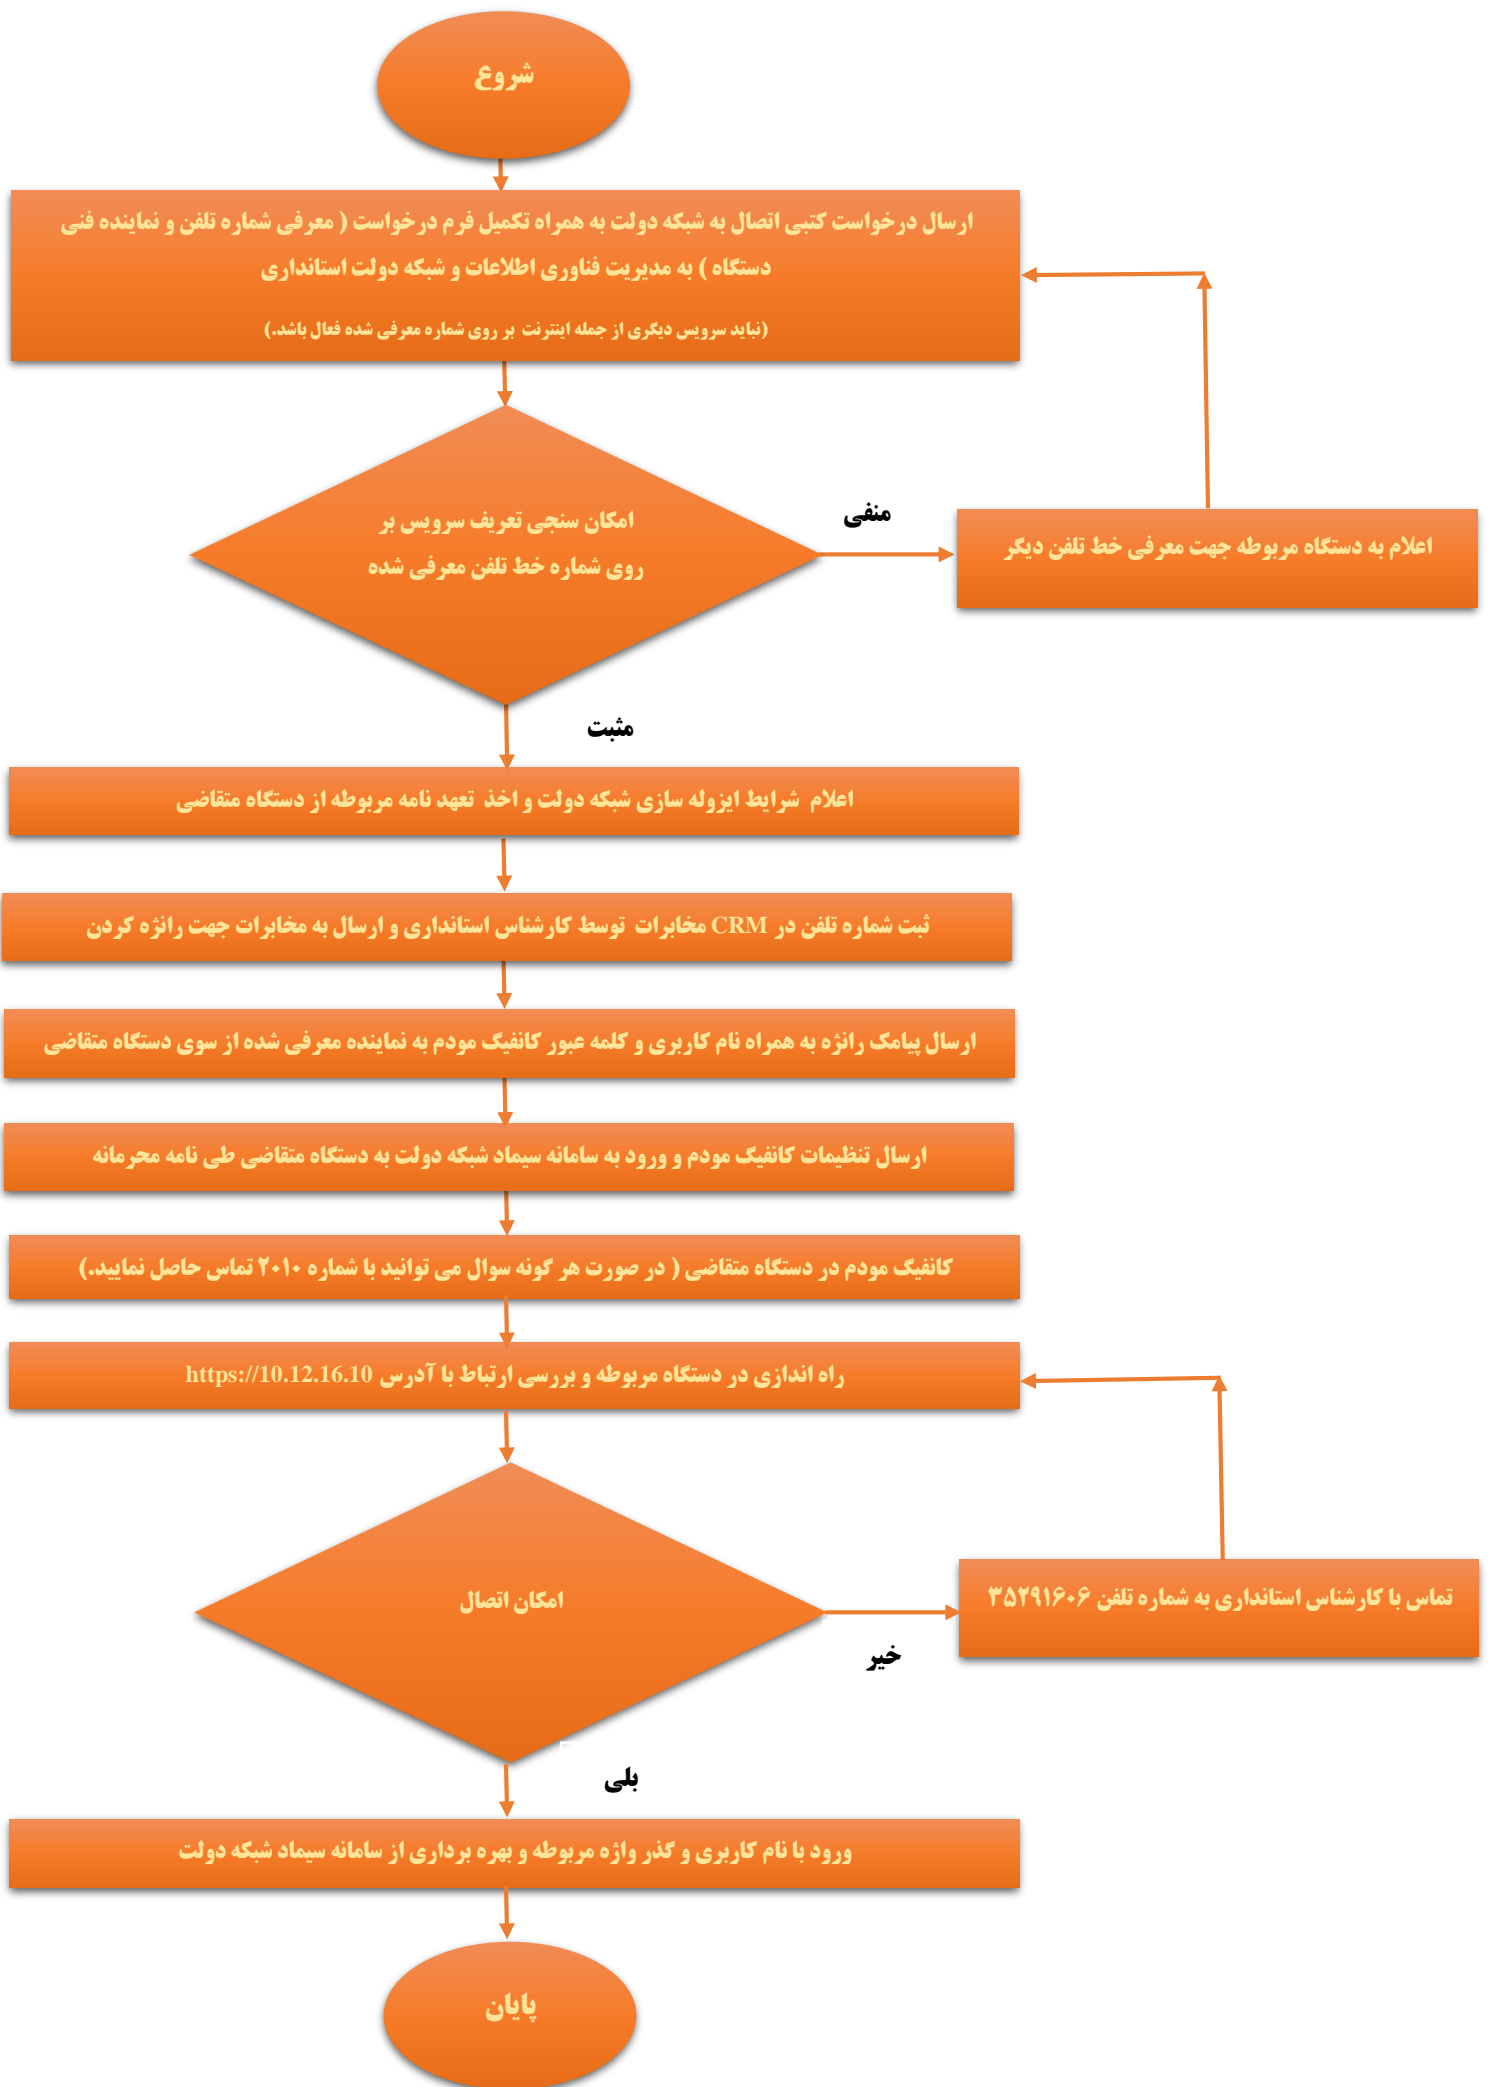 شروع
ارسال درخواست کتبی اتصال به شبکه دولت به همراه تکمیل فرم درخواست ( معرفی شماره تلفن و نماینده فنی
دستگاه ) به مدیریت فناوری اطلاعات و شبکه دولت استانداری
(نباید سرویس دیگری از جمله اینترنت بر روی شماره معرفی شده فعال باشد.)
امکان سنجی تعریف سرویس بر
روی شماره خط تلفن معرفی شده
منفی
اعلام به دستگاه مربوطه جهت معرفی خط تلفن دیگر
مثبت
اعلام شرایط ایزوله سازی شبکه دولت و اخذ تعهد نامه مربوطه از دستگاه متقاضی
ثبت شماره تلفن در CRM مخابرات توسط کارشناس استانداری و ارسال به مخابرات جهت رانژه کردن
ارسال پیامک رانژه به همراه نام کاربری و کلمه عبور کانفیگ مودم به نماینده معرفی شده از سوی دستگاه متقاضی
ارسال تنظیمات کانفیگ مودم و ورود به سامانه سیماد شبکه دولت به دستگاه متقاضی طی نامه محرمانه
کانفیگ مودم در دستگاه متقاضی ( در صورت هر گونه سوال می توانید با شماره ۲۰۱۰ تماس حاصل نمایید.)
راه اندازی در دستگاه مربوطه و بررسی ارتباط با آدرس https://10.12.16.10
امکان اتصال
خیر
تماس با کارشناس استانداری به شماره تلفن ۳۵۲۹۱۶۰۶
بلی
ورود با نام کاربری و گذر واژه مربوطه و بهره برداری از سامانه سیماد شبکه دولت
پایان